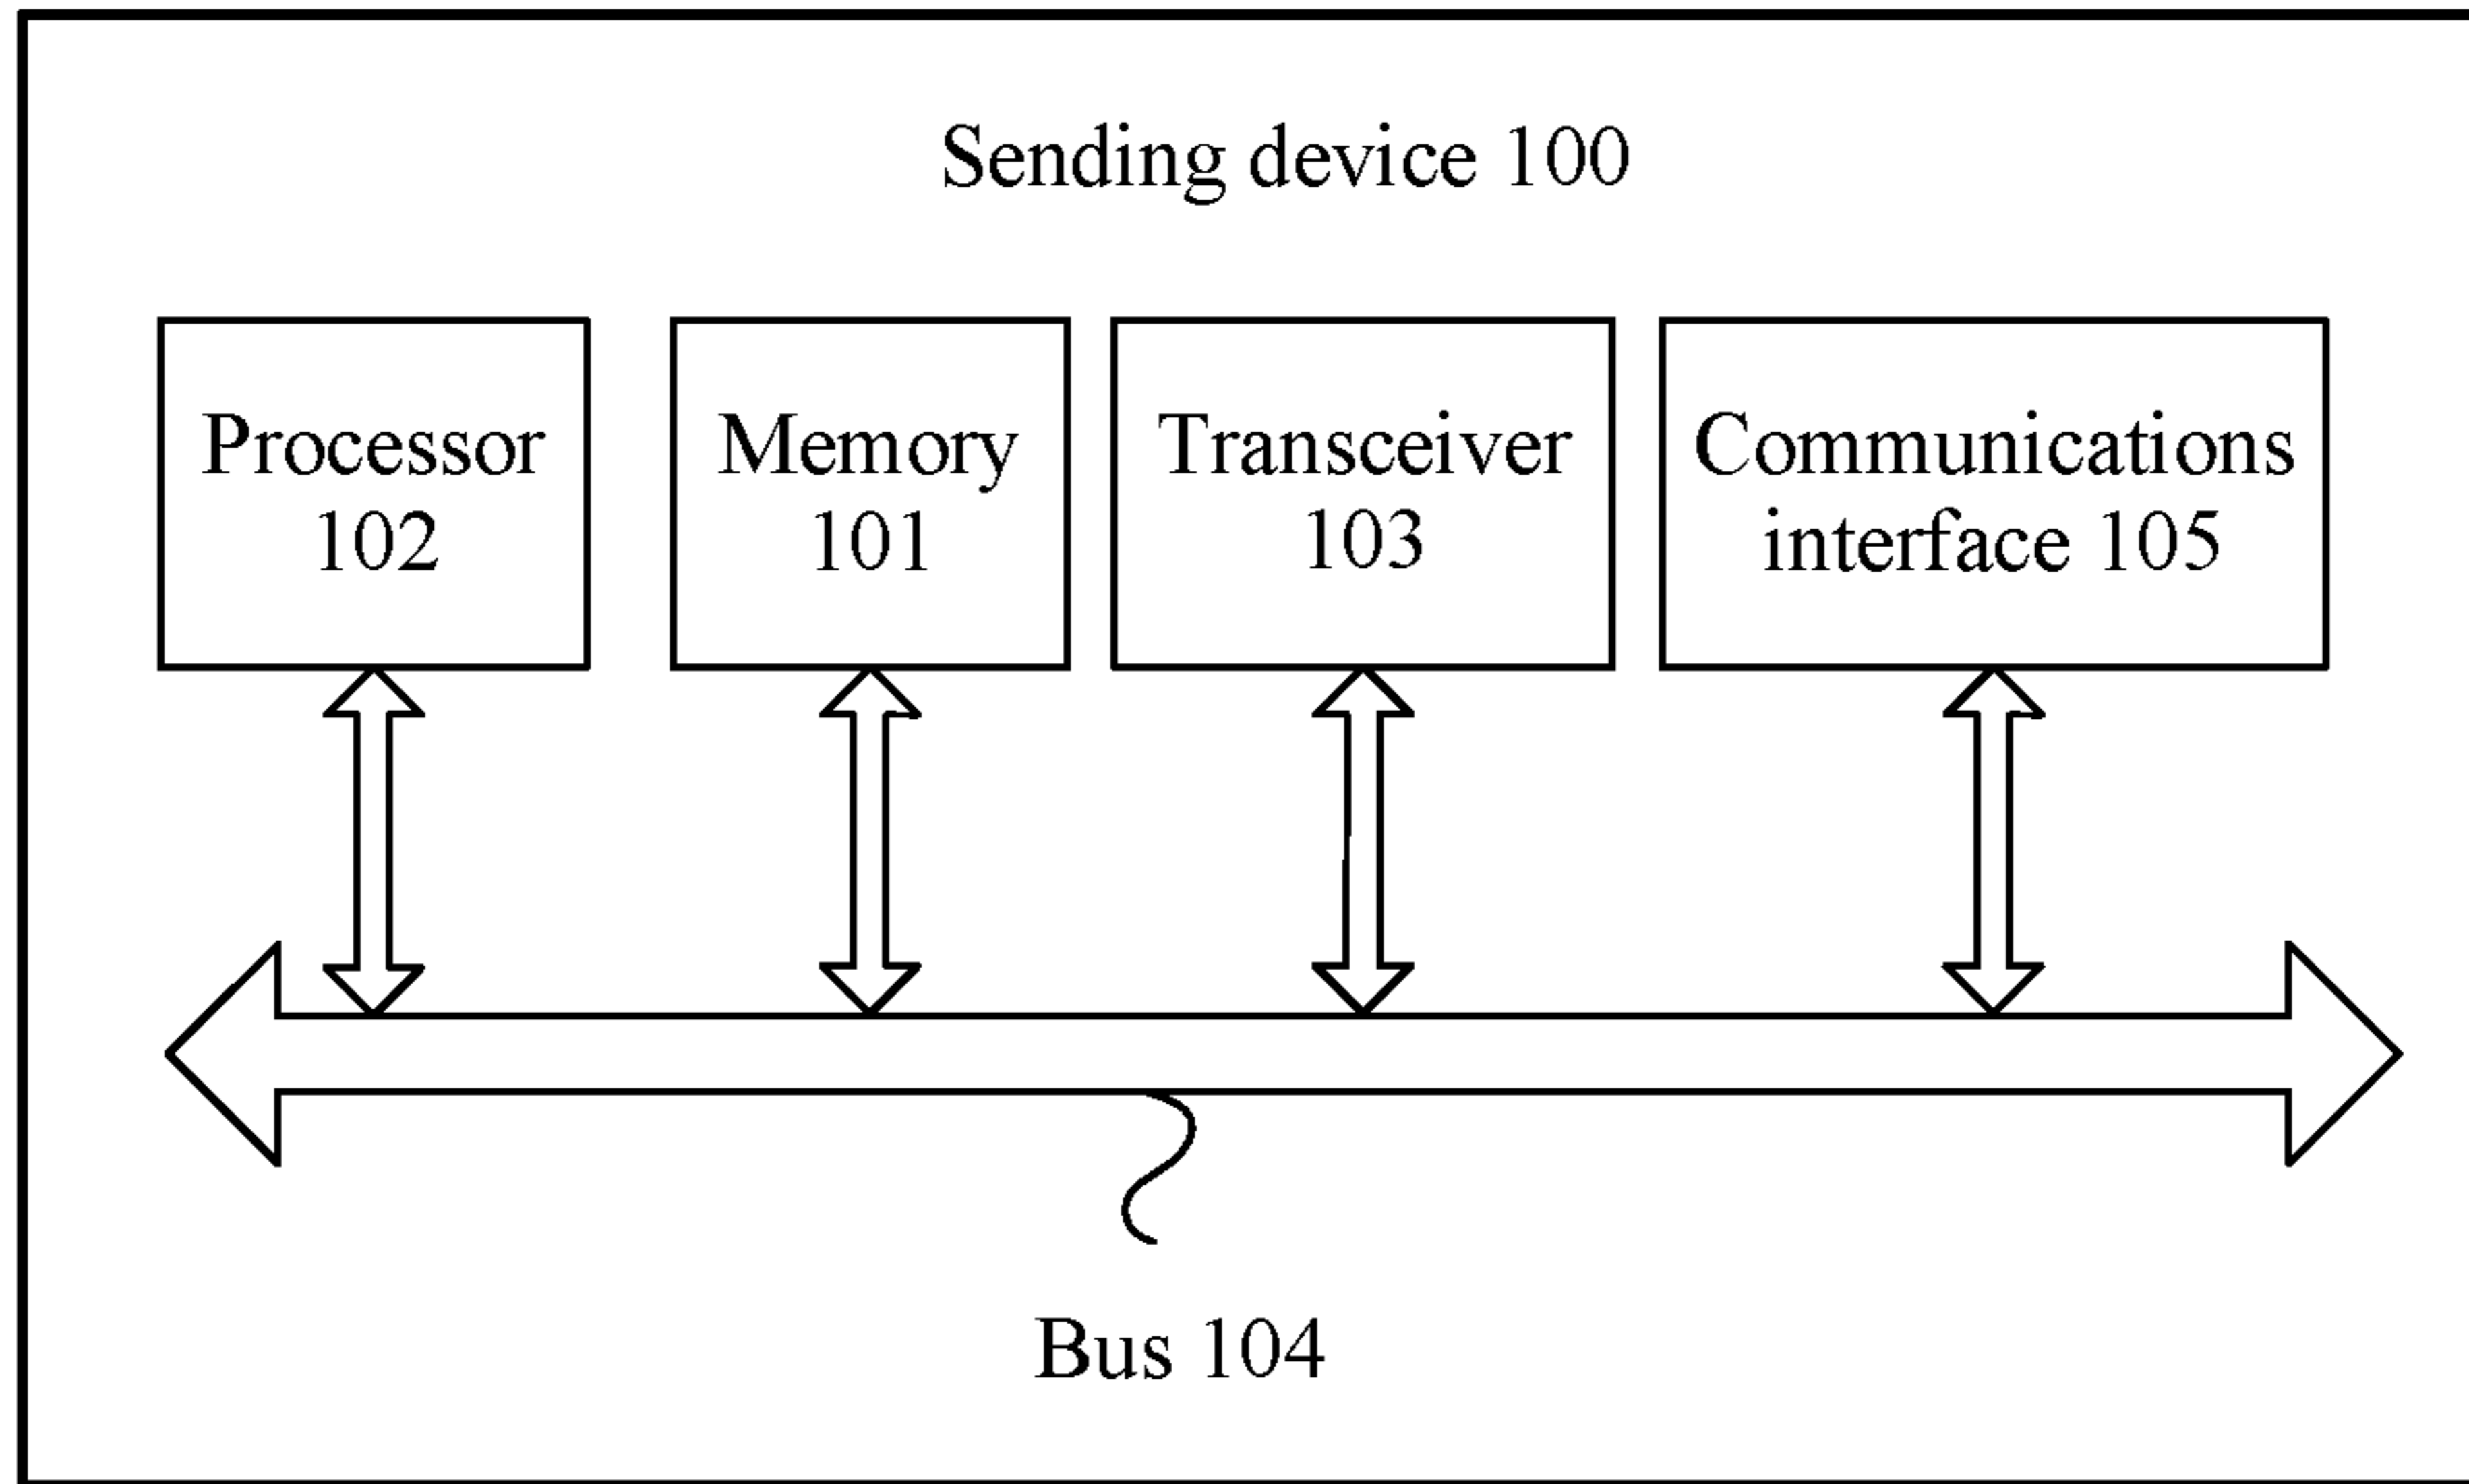 Sending device 100
Processor
102
Memory
101
Transceiver
103
Communications
interface 105
Bus 104